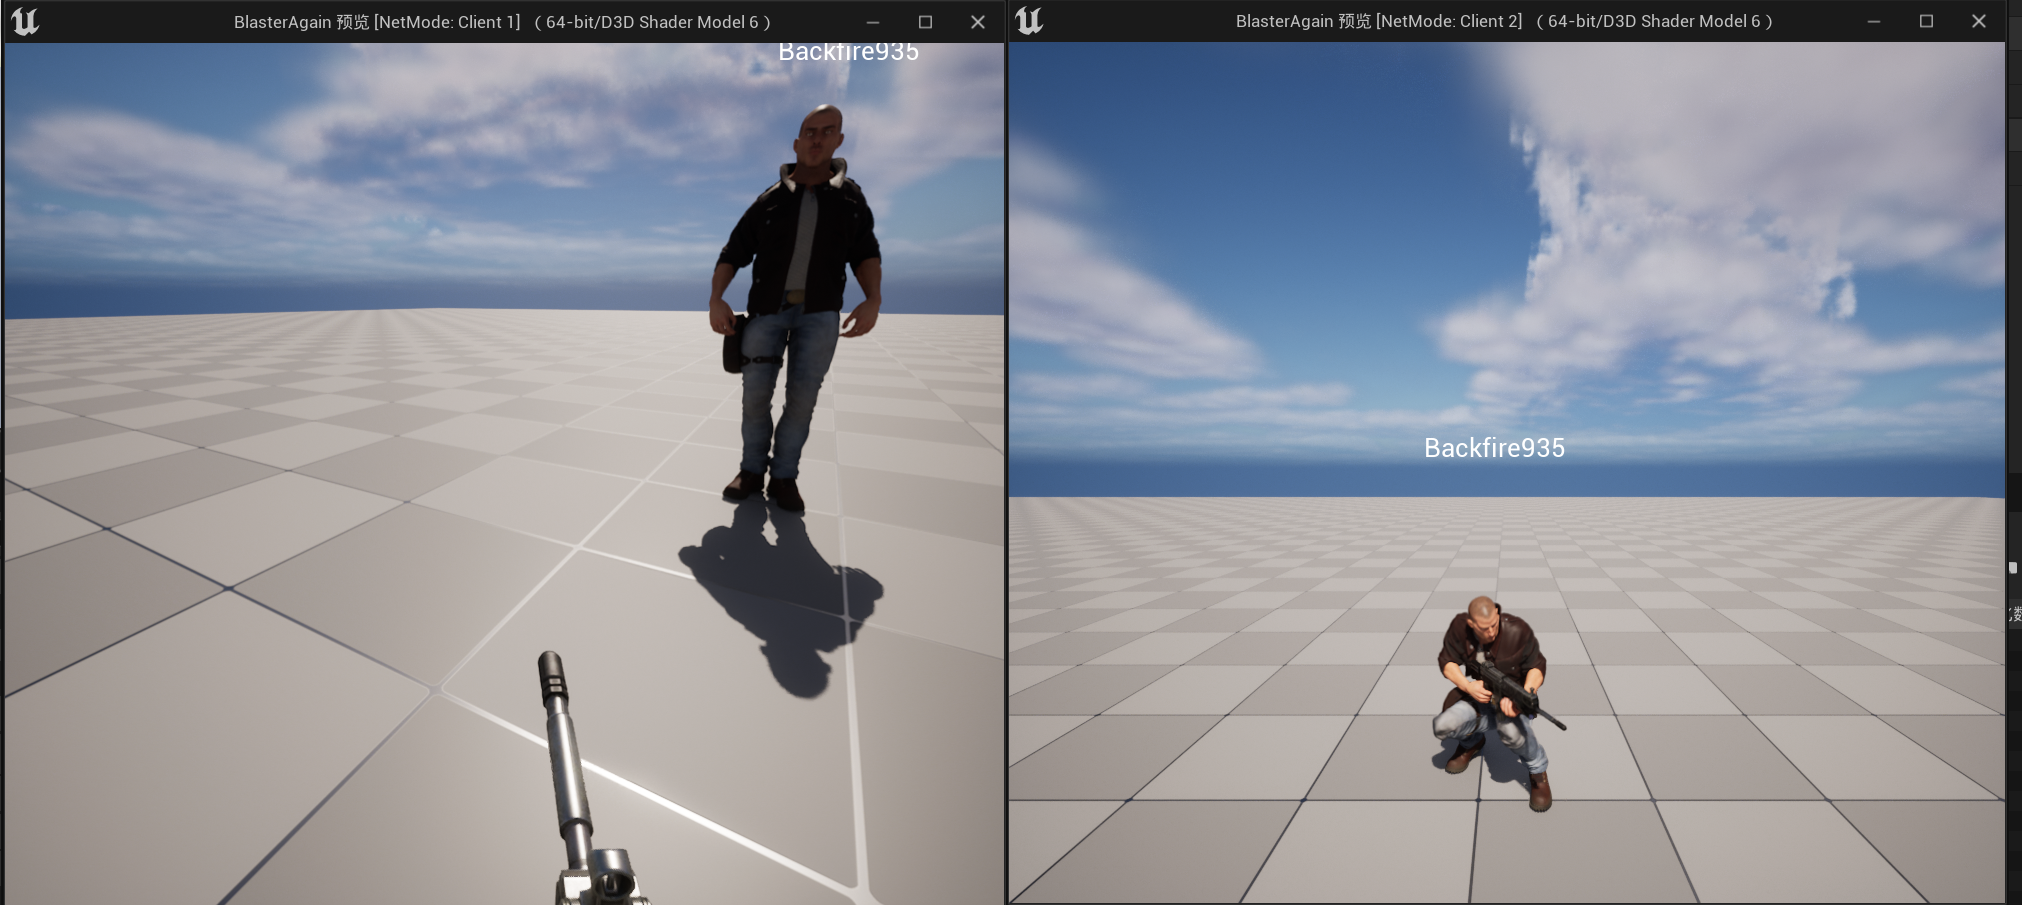 BlasterAgain 预览 [NetMode: Client 1] （64-bit/D3D Shader Model 6）
Backfire935
BlasterAgain 预览 [NetMode: Client 2] （64-bit/D3D Shader Model 6）
Backfire935
数